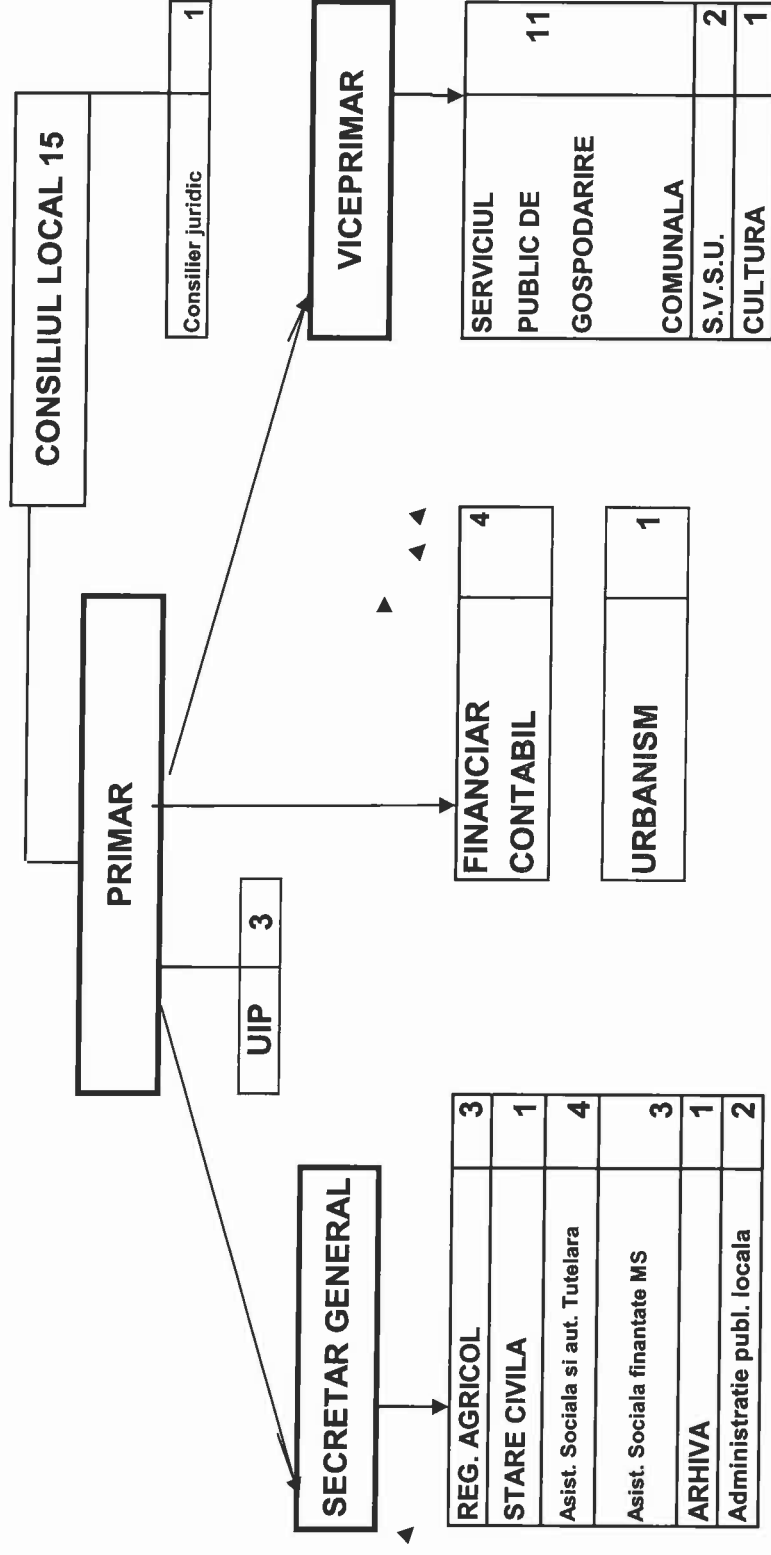 CONSILIUL LOCAL 15
Consilier juridic 1
PRIMAR
UIP 3
SECRETAR GENERAL
VICEPRIMAR
REG. AGRICOL 3
STARE CIVILA 1
Asist. Sociala si aut. Tutelara 4
Asist. Sociala finantate MS 3
ARHIVA 1
Administratie publ. locala 2
FINANCIAR
CONTABIL 4
URBANISM 1
SERVICIUL
PUBLIC DE 11
GOSPODARIRE
COMUNALA
S.V.S.U. 2
CULTURA 1